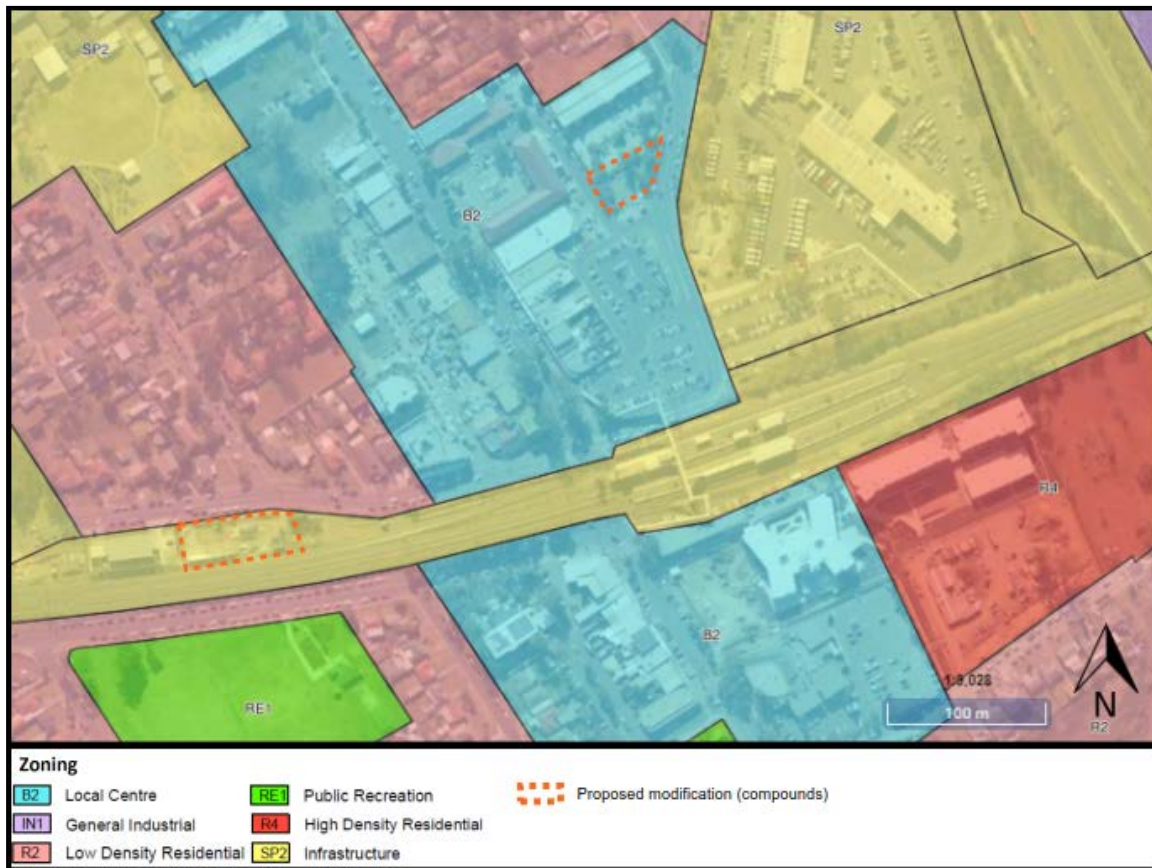 SP2
SP2
B2
R4
B2
1:3,028
100 m
RE1
N
R2
Zoning
B2 Local Centre
RE1 Public Recreation
Proposed modification (compounds)
IN1 General Industrial
R4 High Density Residential
R2 Low Density Residential
SP2 Infrastructure